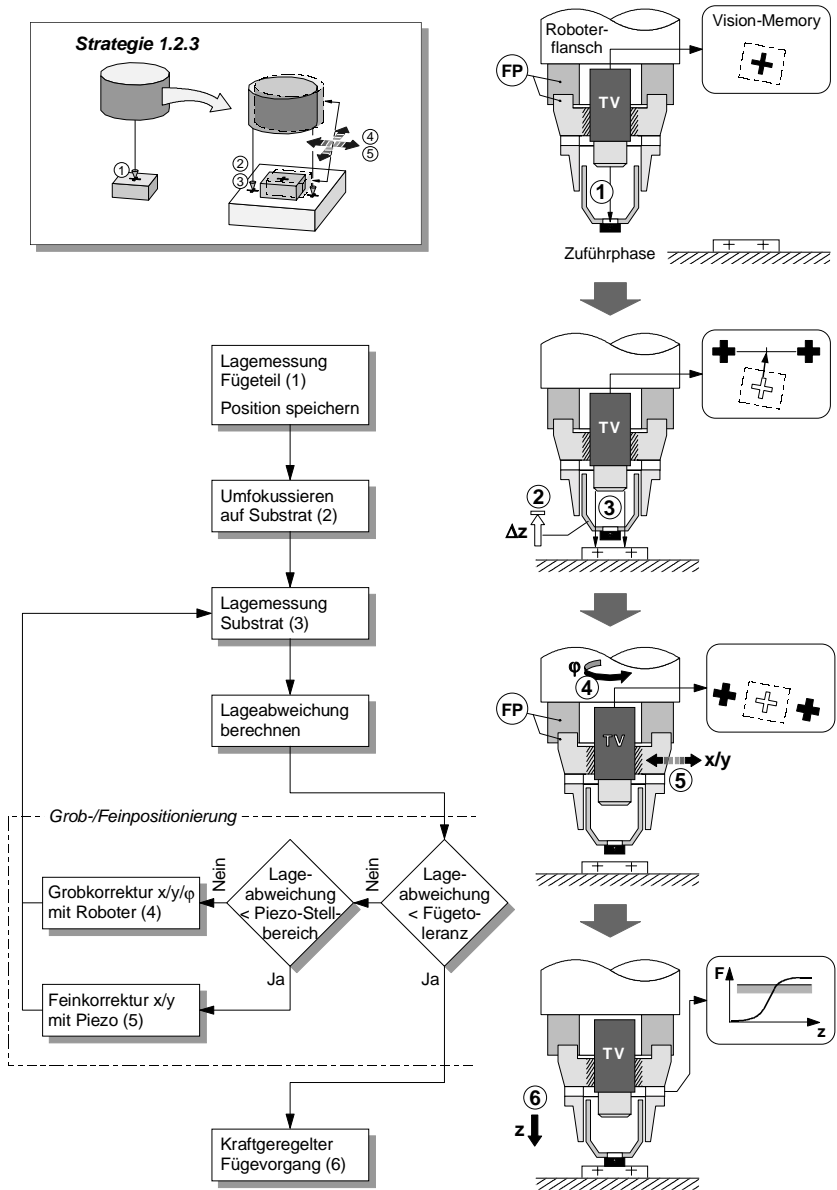 Strategie 1.2.3
1
2
3
4
5
Lagemessung
Fügeteil (1)
Position speichern
Umfokussieren
auf Substrat (2)
Lagemessung
Substrat (3)
Lageabweichung
berechnen
Grob-/Feinpositionierung
Lage-
abweichung
< Fügeto-
leranz
Nein
Lage-
abweichung
< Piezo-Stell-
bereich
Nein
Grobkorrektur x/y/φ
mit Roboter (4)
Ja
Feinkorrektur x/y
mit Piezo (5)
Ja
Kraftgeregelter
Fügevorgang (6)
Roboter-
flansch
Vision-Memory
FP
TV
1
Zuführphase
TV
2
3
Δz
φ
4
FP
TV
x/y
5
F
z
TV
6
z